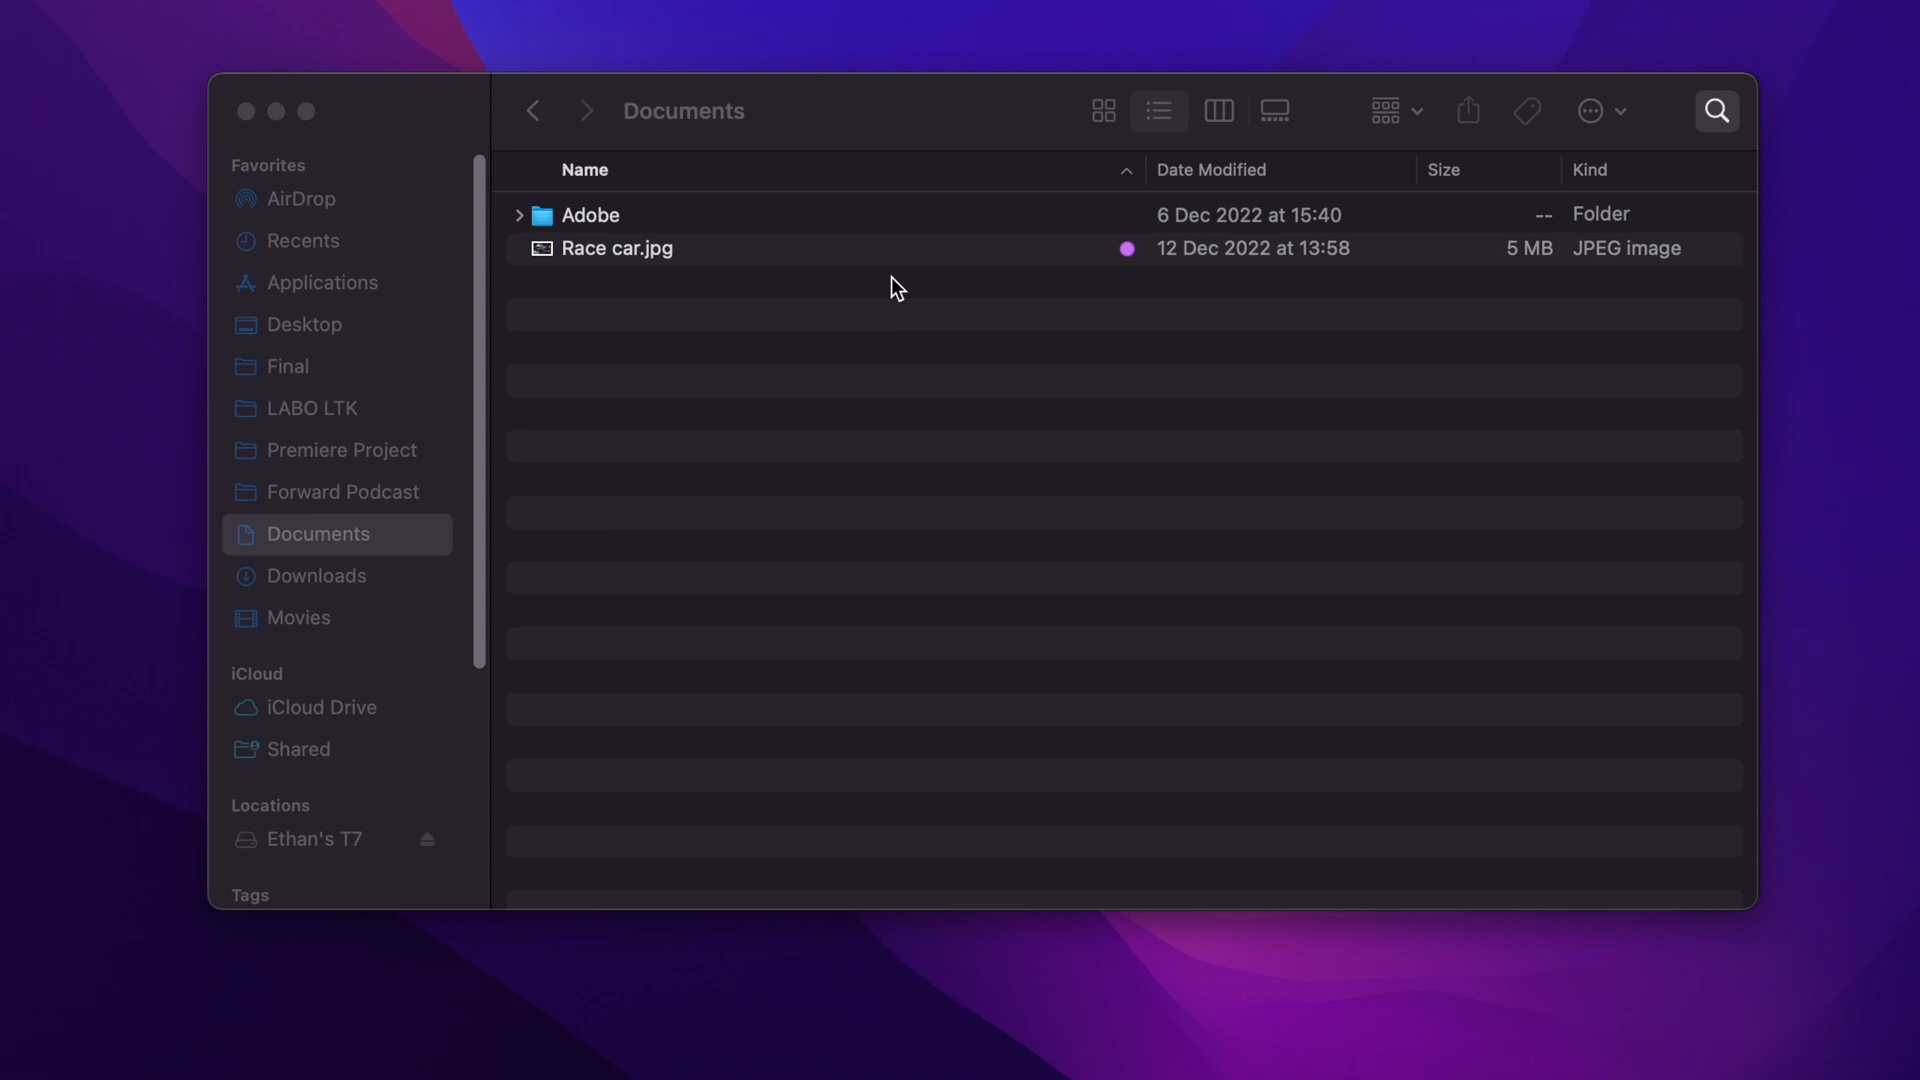 Documents
Favorites
AirDrop
Recents
Applications
Desktop
Final
LABO LTK
Premiere Project
Forward Podcast
Documents
Downloads
Movies
iCloud
iCloud Drive
Shared
Locations
Ethan's T7
Tags
Name Date Modified Size Kind
Adobe 6 Dec 2022 at 15:40 -- Folder
Race car.jpg 12 Dec 2022 at 13:58 5 MB JPEG image